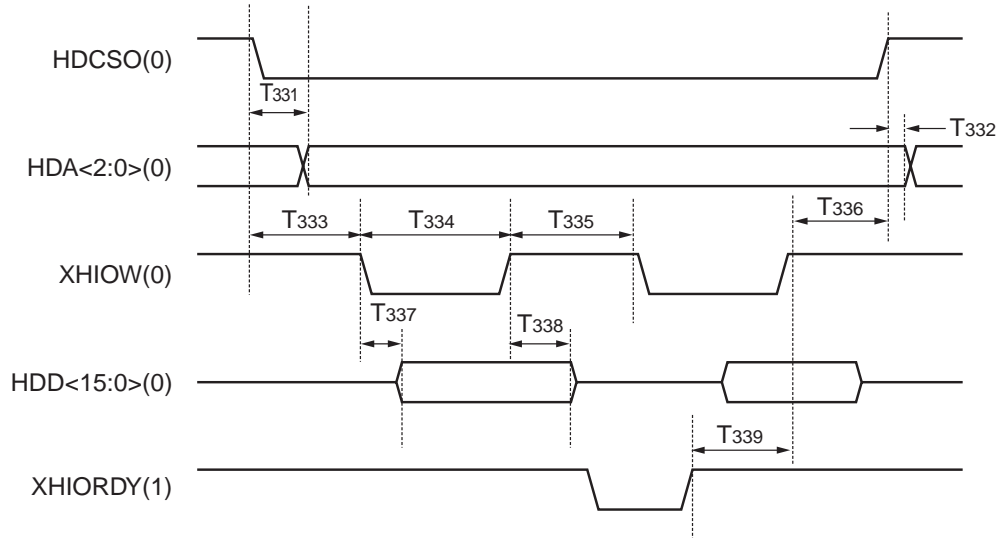 HDCSO(0)
T331
T332
HDA<2:0>(0)
T333
T334
T335
T336
XHIOW(0)
T337
T338
HDD<15:0>(0)
T339
XHIORDY(1)